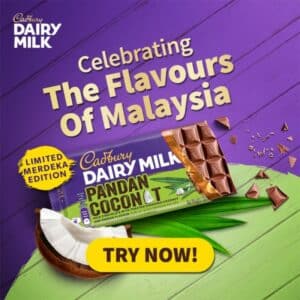 Cadbury
DAIRY
MILK
Celebrating
The Flavours
Of Malaysia
LIMITED
MERDEKA
EDITION
Cadbury
DAIRY MILK
PANDAN
COCONUT
TRY NOW!